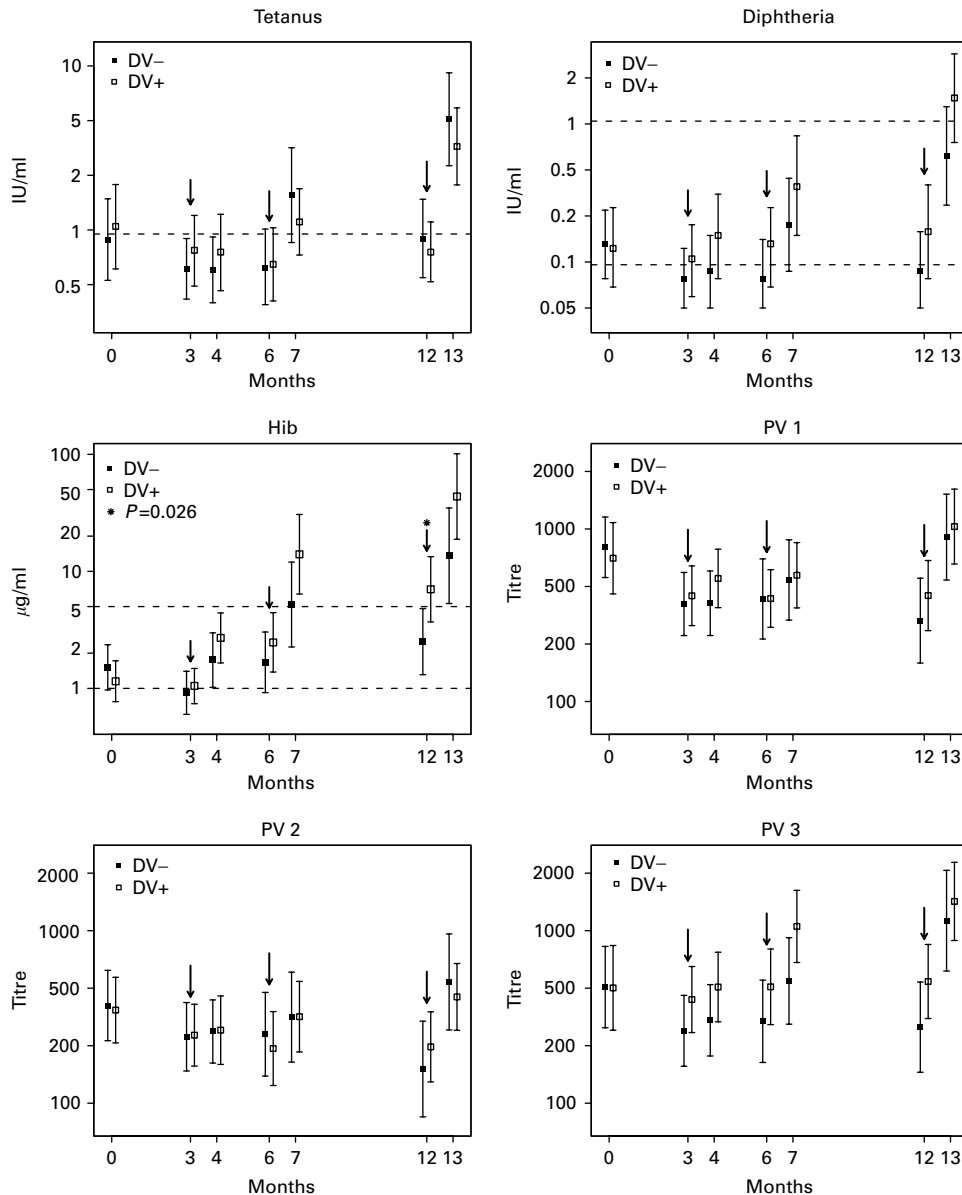 Tetanus
DV–
DV+
10
5
2
1
0.5
IU/ml
0 3 4 6 7 12 13
Months
Diphtheria
DV–
DV+
2
1
0.5
0.2
0.1
0.05
IU/ml
0 3 4 6 7 12 13
Months
Hib
DV–
DV+
* P=0.026
*
100
50
20
10
5
2
1
µg/ml
0 3 4 6 7 12 13
Months
PV 1
DV–
DV+
2000
1000
500
200
100
Titre
0 3 4 6 7 12 13
Months
PV 2
DV–
DV+
2000
1000
500
200
100
Titre
0 3 4 6 7 12 13
Months
PV 3
DV–
DV+
2000
1000
500
200
100
Titre
0 3 4 6 7 12 13
Months